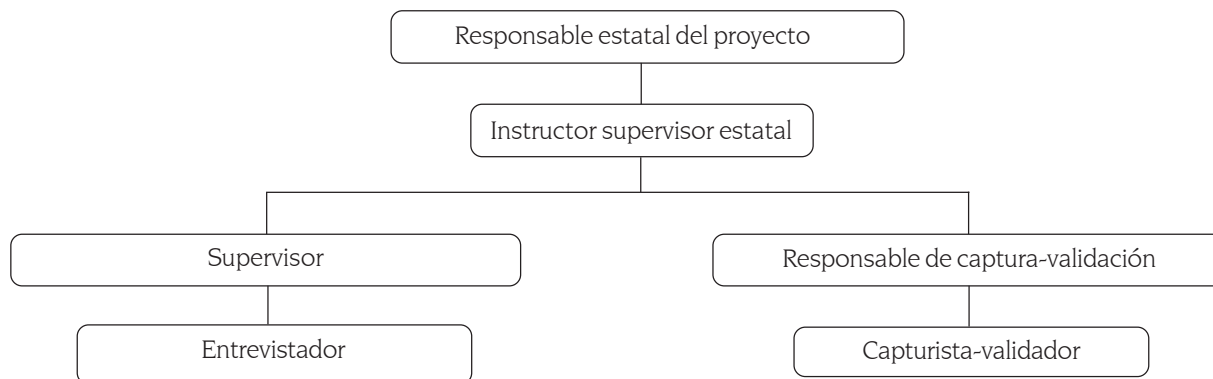 Responsable estatal del proyecto
Instructor supervisor estatal
Supervisor
Responsable de captura-validación
Entrevistador
Capturista-validador